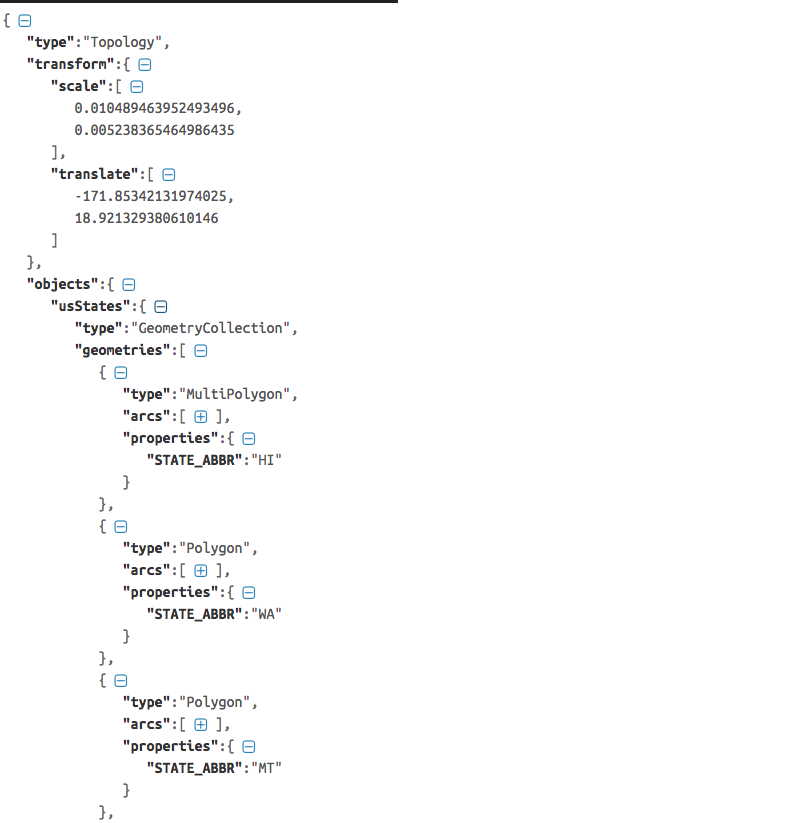 {
"type":"Topology",
"transform":{
"scale":[
0.010489463952493496,
0.005238365464986435
],
"translate":[
-171.85342131974025,
18.921329380610146
]
},
"objects":{
"usStates":{
"type":"GeometryCollection",
"geometries":[
{
"type":"MultiPolygon",
"arcs":[ ],
"properties":{
"STATE_ABBR":"HI"
}
},
{
"type":"Polygon",
"arcs":[ ],
"properties":{
"STATE_ABBR":"WA"
}
},
{
"type":"Polygon",
"arcs":[ ],
"properties":{
"STATE_ABBR":"MT"
}
},